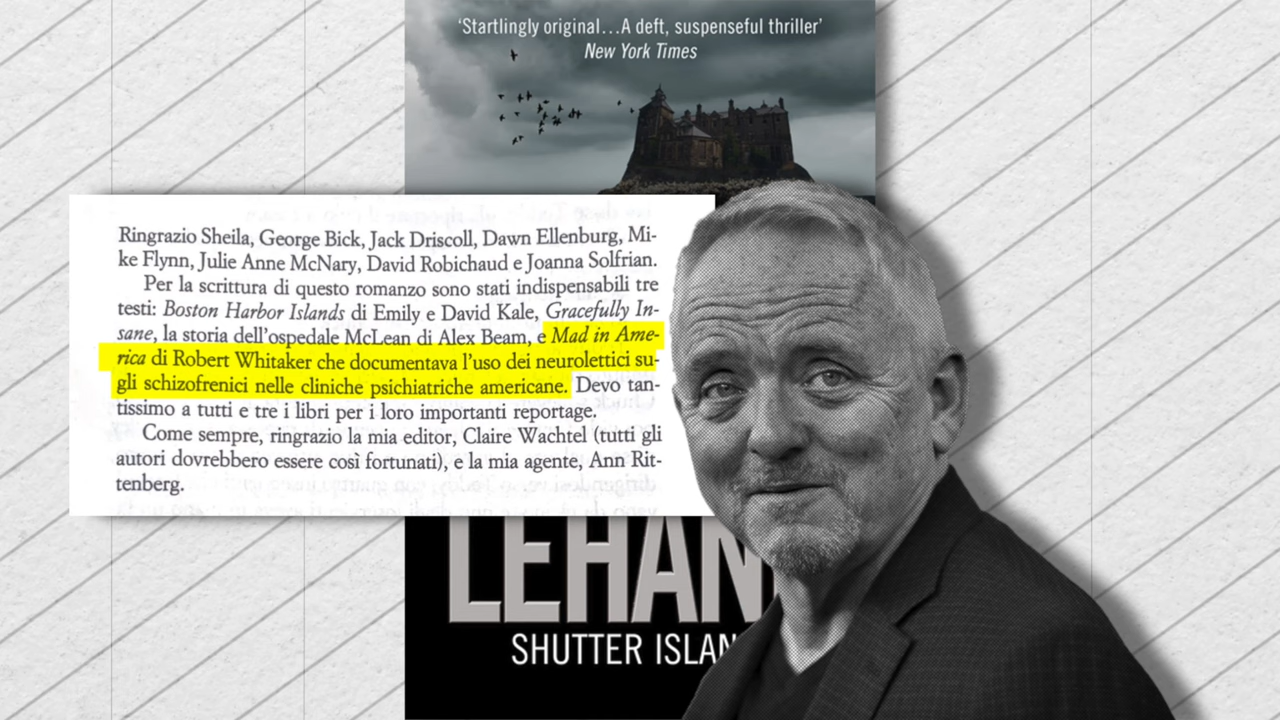 ‘Startlingly original...A deft, suspenseful thriller’
New York Times
Ringrazio Sheila, George Bick, Jack Driscoll, Dawn Ellenburg, Mi-
ke Flynn, Julie Anne McNary, David Robichaud e Joanna Solfrian.
Per la scrittura di questo romanzo sono stati indispensabili tre
testi: Boston Harbor Islands di Emily e David Kale, Gracefully In-
sane, la storia dell’ospedale McLean di Alex Beam, e Mad in Ame-
rica di Robert Whitaker che documentava l’uso dei neurolettici su-
gli schizofrenici nelle cliniche psichiatriche americane. Devo tan-
tissimo a tutti e tre i libri per i loro importanti reportage.
Come sempre, ringrazio la mia editor, Claire Wachtel (tutti gli
autori dovrebbero essere così fortunati), e la mia agente, Ann Rit-
tenberg.
LEHAN
SHUTTER ISLAN